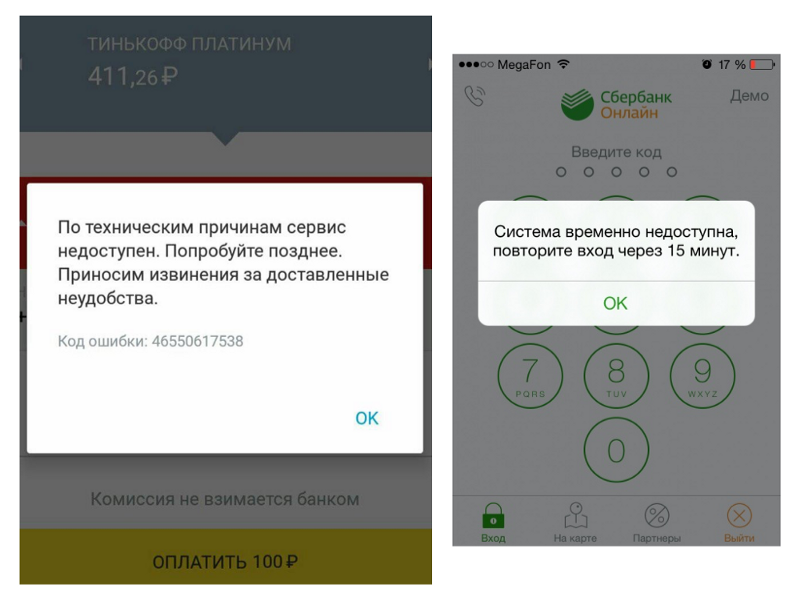 ТИНЬКОФФ ПЛАТИНУМ
411,26 ₽
По техническим причинам сервис
недоступен. Попробуйте позднее.
Приносим извинения за доставленные
неудобства.
Код ошибки: 46550617538
OK
Комиссия не взимается банком
ОПЛАТИТЬ 100 ₽
MegaFon 17 %
Сбербанк
Онлайн
Демо
Введите код
Система временно недоступна,
повторите вход через 15 минут.
OK
7 8 9
PQRS TUV WXYZ
0
Вход На карте Партнеры Выйти